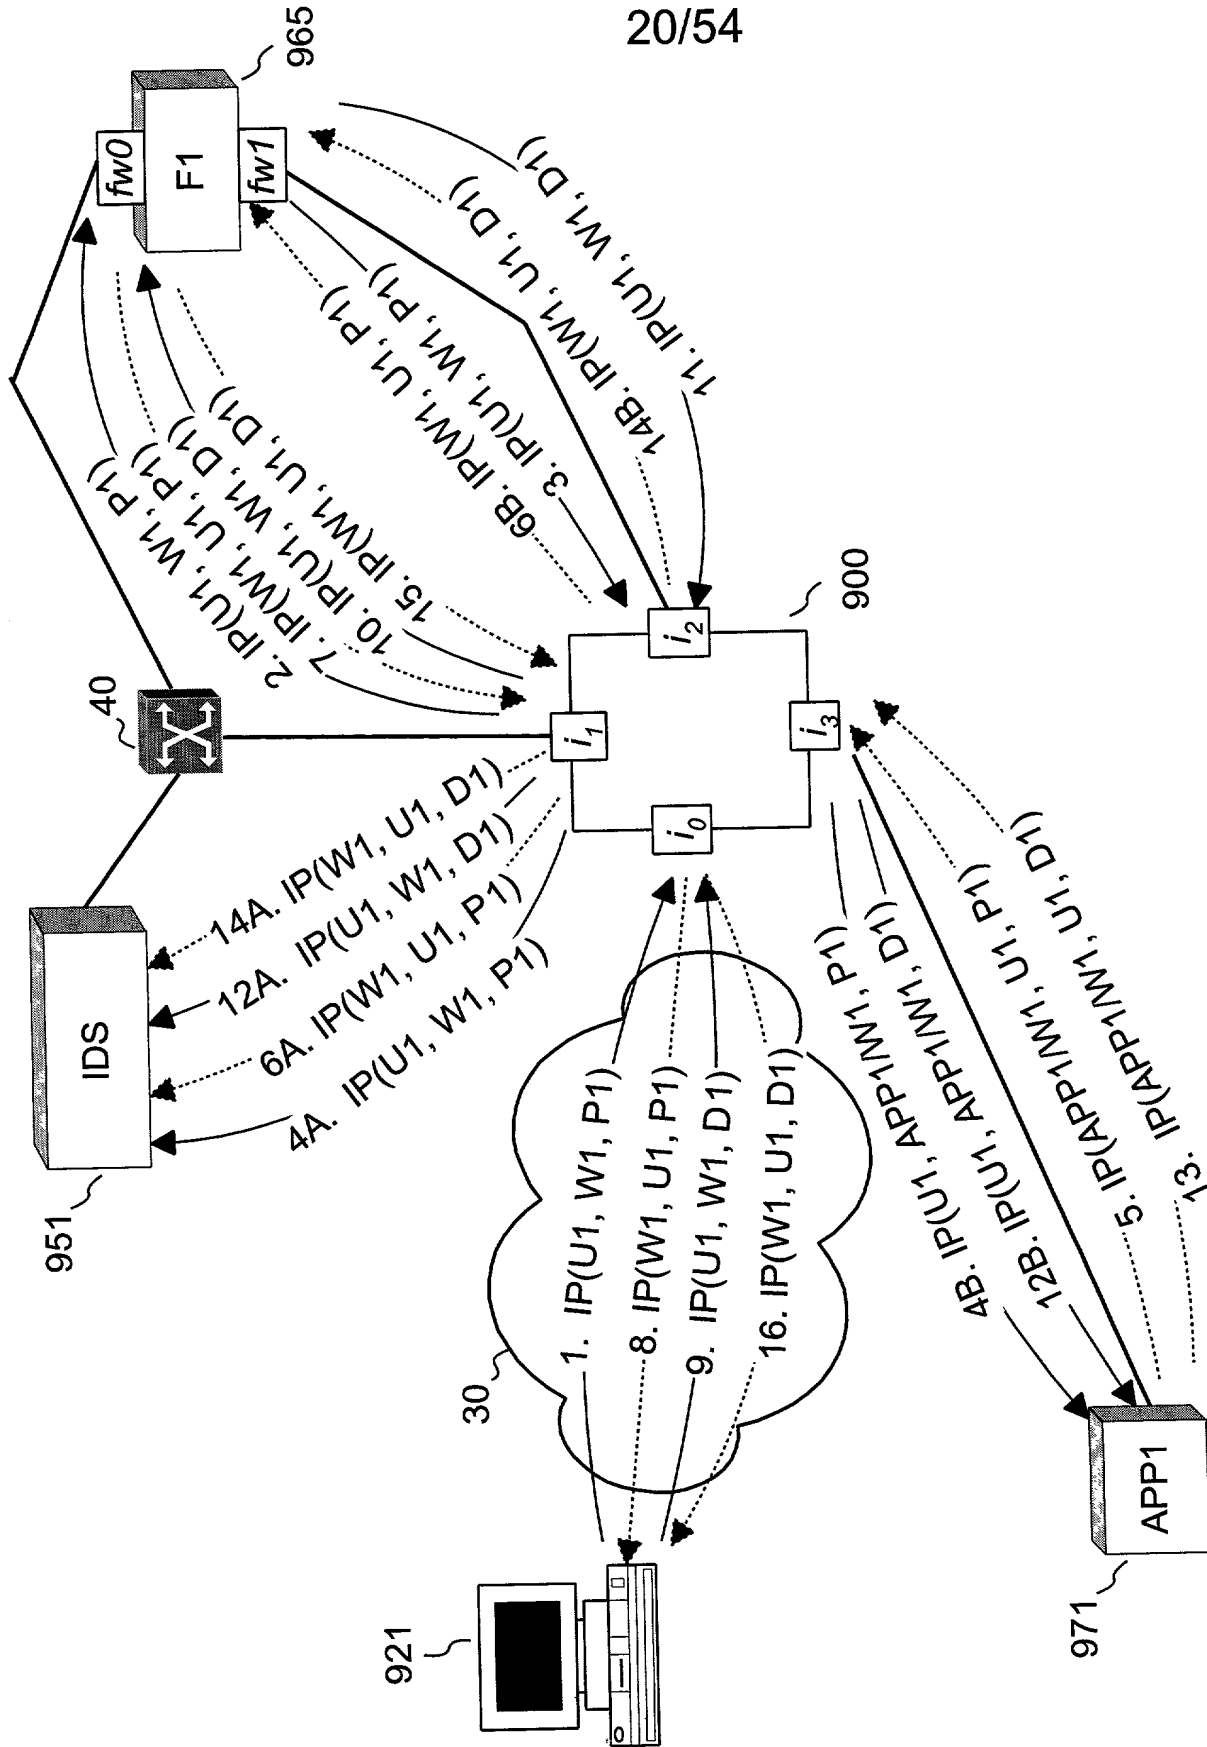 20/54
965
fw0
F1
fw1
40
951
IDS
2. IP(U1, W1, P1)
7. IP(W1, U1, P1)
10. IP(U1, W1, D1)
15. IP(W1, U1, D1)
6B. IP(W1, U1, P1)
3. IP(U1, W1, P1)
14B. IP(W1, U1, D1)
11. IP(U1, W1, D1)
14A. IP(W1, U1, D1)
12A. IP(U1, W1, D1)
6A. IP(W1, U1, P1)
4A. IP(U1, W1, P1)
i1
i2
i0
i3
900
30
1. IP(U1, W1, P1)
8. IP(W1, U1, P1)
9. IP(U1, W1, D1)
16. IP(W1, U1, D1)
921
4B. IP(U1, APP1/W1, P1)
12B. IP(U1, APP1/W1, D1)
5. IP(APP1/W1, U1, P1)
13. IP(APP1/W1, U1, D1)
971
APP1